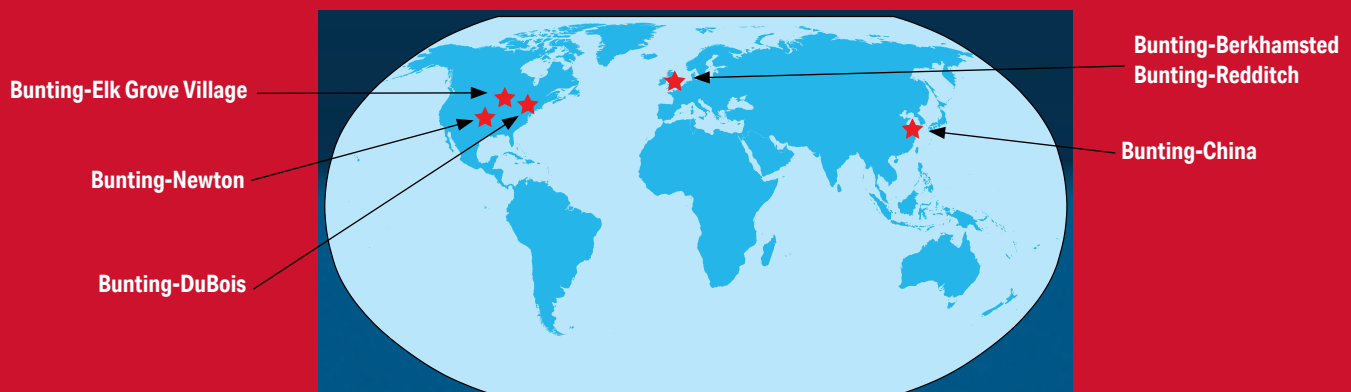 Bunting-Elk Grove Village
Bunting-Newton
Bunting-DuBois
Bunting-Berkhamsted
Bunting-Redditch
Bunting-China